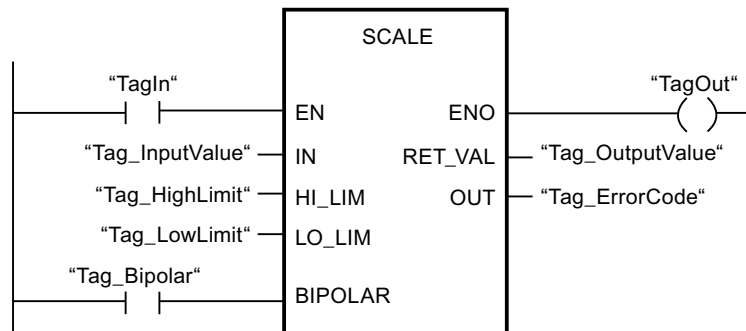 SCALE
“TagIn“
“TagOut“
EN
ENO
“Tag_InputValue“
IN
RET_VAL
“Tag_OutputValue“
“Tag_HighLimit“
HI_LIM
OUT
“Tag_ErrorCode“
“Tag_LowLimit“
LO_LIM
“Tag_Bipolar“
BIPOLAR